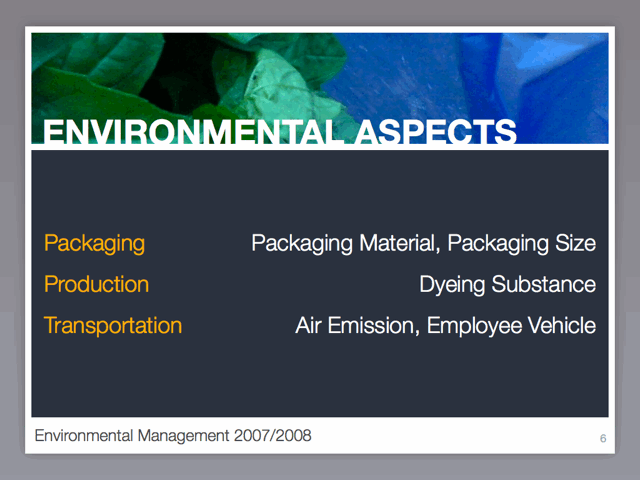 ENVIRONMENTAL ASPECTS
Packaging Packaging Material, Packaging Size
Production Dyeing Substance
Transportation Air Emission, Employee Vehicle
Environmental Management 2007/2008
6